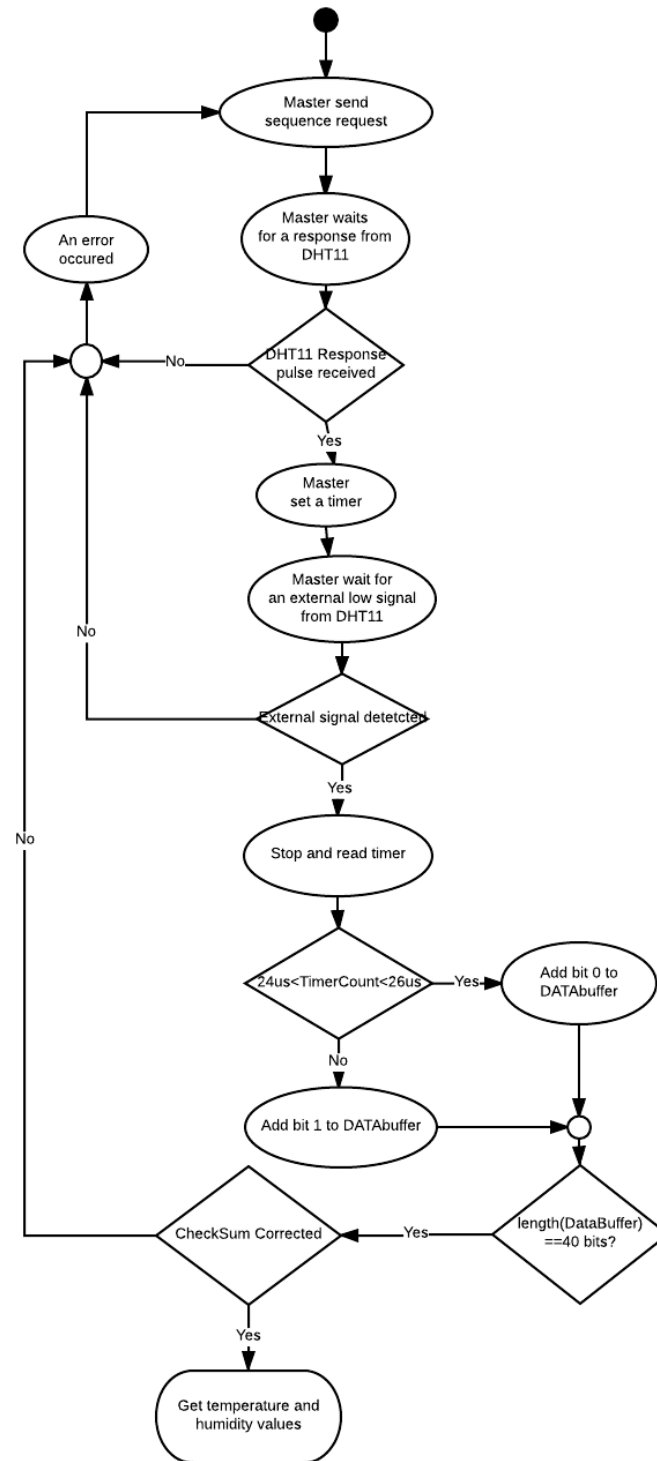 Master send
sequence request
Master waits
for a response from
DHT11
An error
occured
DHT11 Response
pulse received
No
Yes
Master
set a timer
Master wait for
an external low signal
from DHT11
No
External signal detetcted
Yes
No
Stop and read timer
24us<TimerCount<26us
Yes
Add bit 0 to
DATAbuffer
No
Add bit 1 to DATAbuffer
length(DataBuffer)
==40 bits?
Yes
CheckSum Corrected
Yes
Get temperature and
humidity values